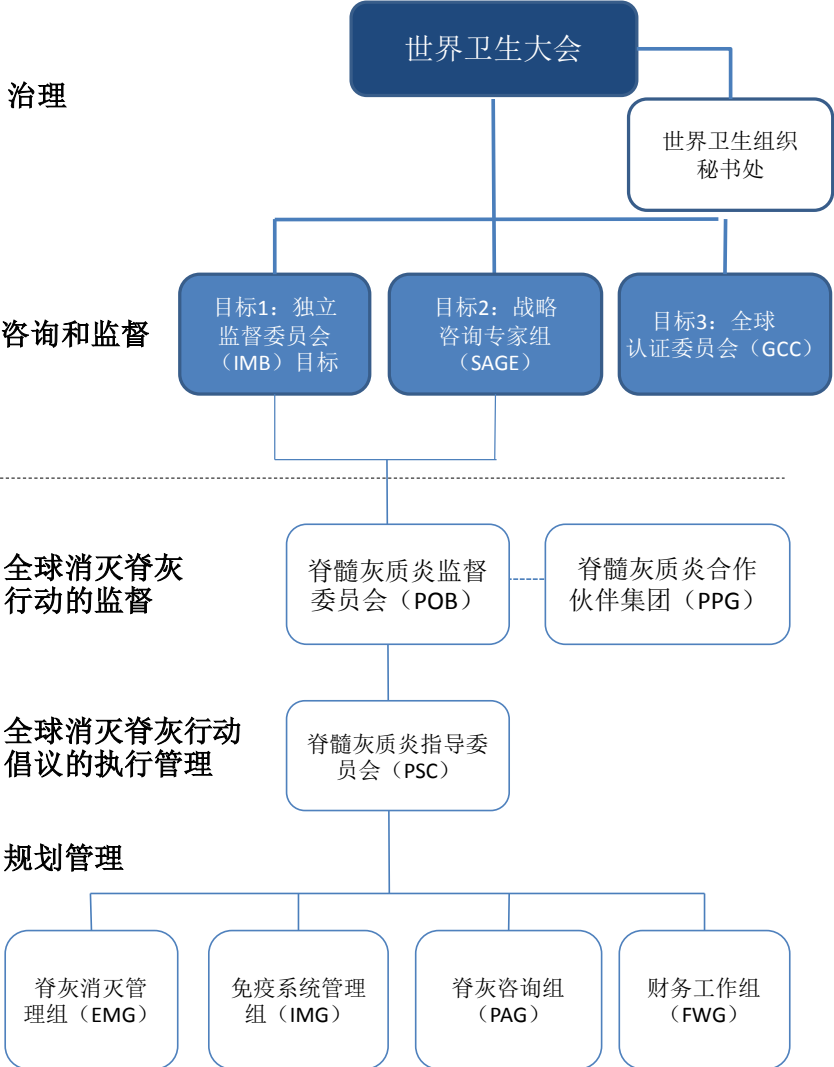 世界卫生大会
治理
世界卫生组织
秘书处
目标1：独立
监督委员会
（IMB）目标
目标2：战略
咨询专家组
（SAGE）
目标3：全球
认证委员会（GCC）
咨询和监督
全球消灭脊灰
行动的监督
脊髓灰质炎监督
委员会（POB）
脊髓灰质炎合作
伙伴集团（PPG）
全球消灭脊灰行动
倡议的执行管理
脊髓灰质炎指导委
员会（PSC）
规划管理
脊灰消灭管
理组（EMG）
免疫系统管理
组（IMG）
脊灰咨询组
（PAG）
财务工作组
（FWG）